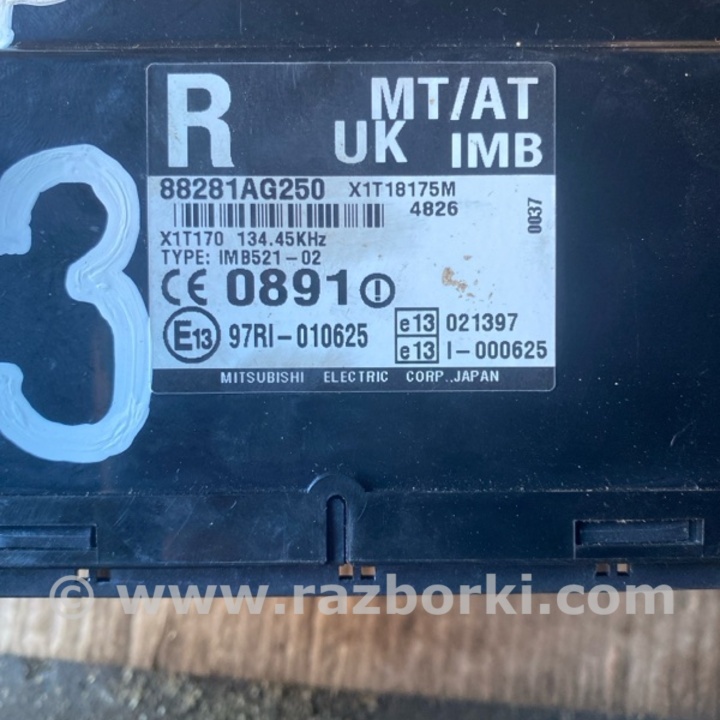 R MT/AT
UK IMB
88281AG250 X1T18175M
4826
0037
X1T170 134.45KHz
TYPE: IMB521-02
CE 0891
E13 97RI-010625
e13 021397
e13 I-000625
MITSUBISHI ELECTRIC CORP.,JAPAN
3
© www.razborki.com